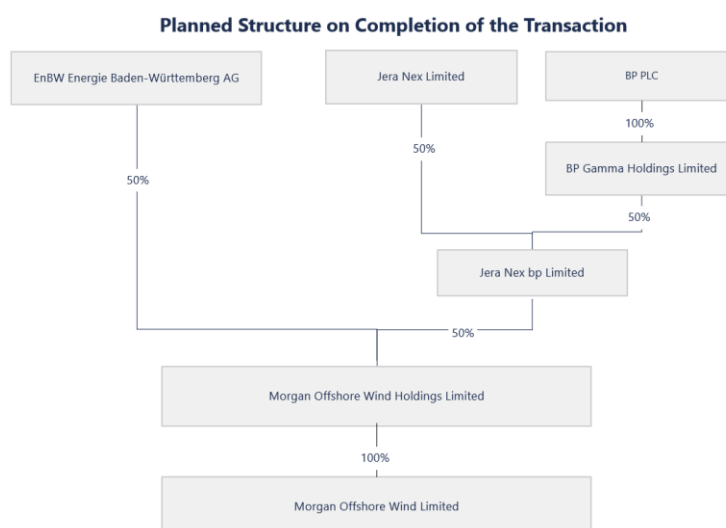 Planned Structure on Completion of the Transaction
EnBW Energie Baden-Württemberg AG
Jera Nex Limited
BP PLC
100%
50%
BP Gamma Holdings Limited
50%
50%
Jera Nex bp Limited
50%
Morgan Offshore Wind Holdings Limited
100%
Morgan Offshore Wind Limited